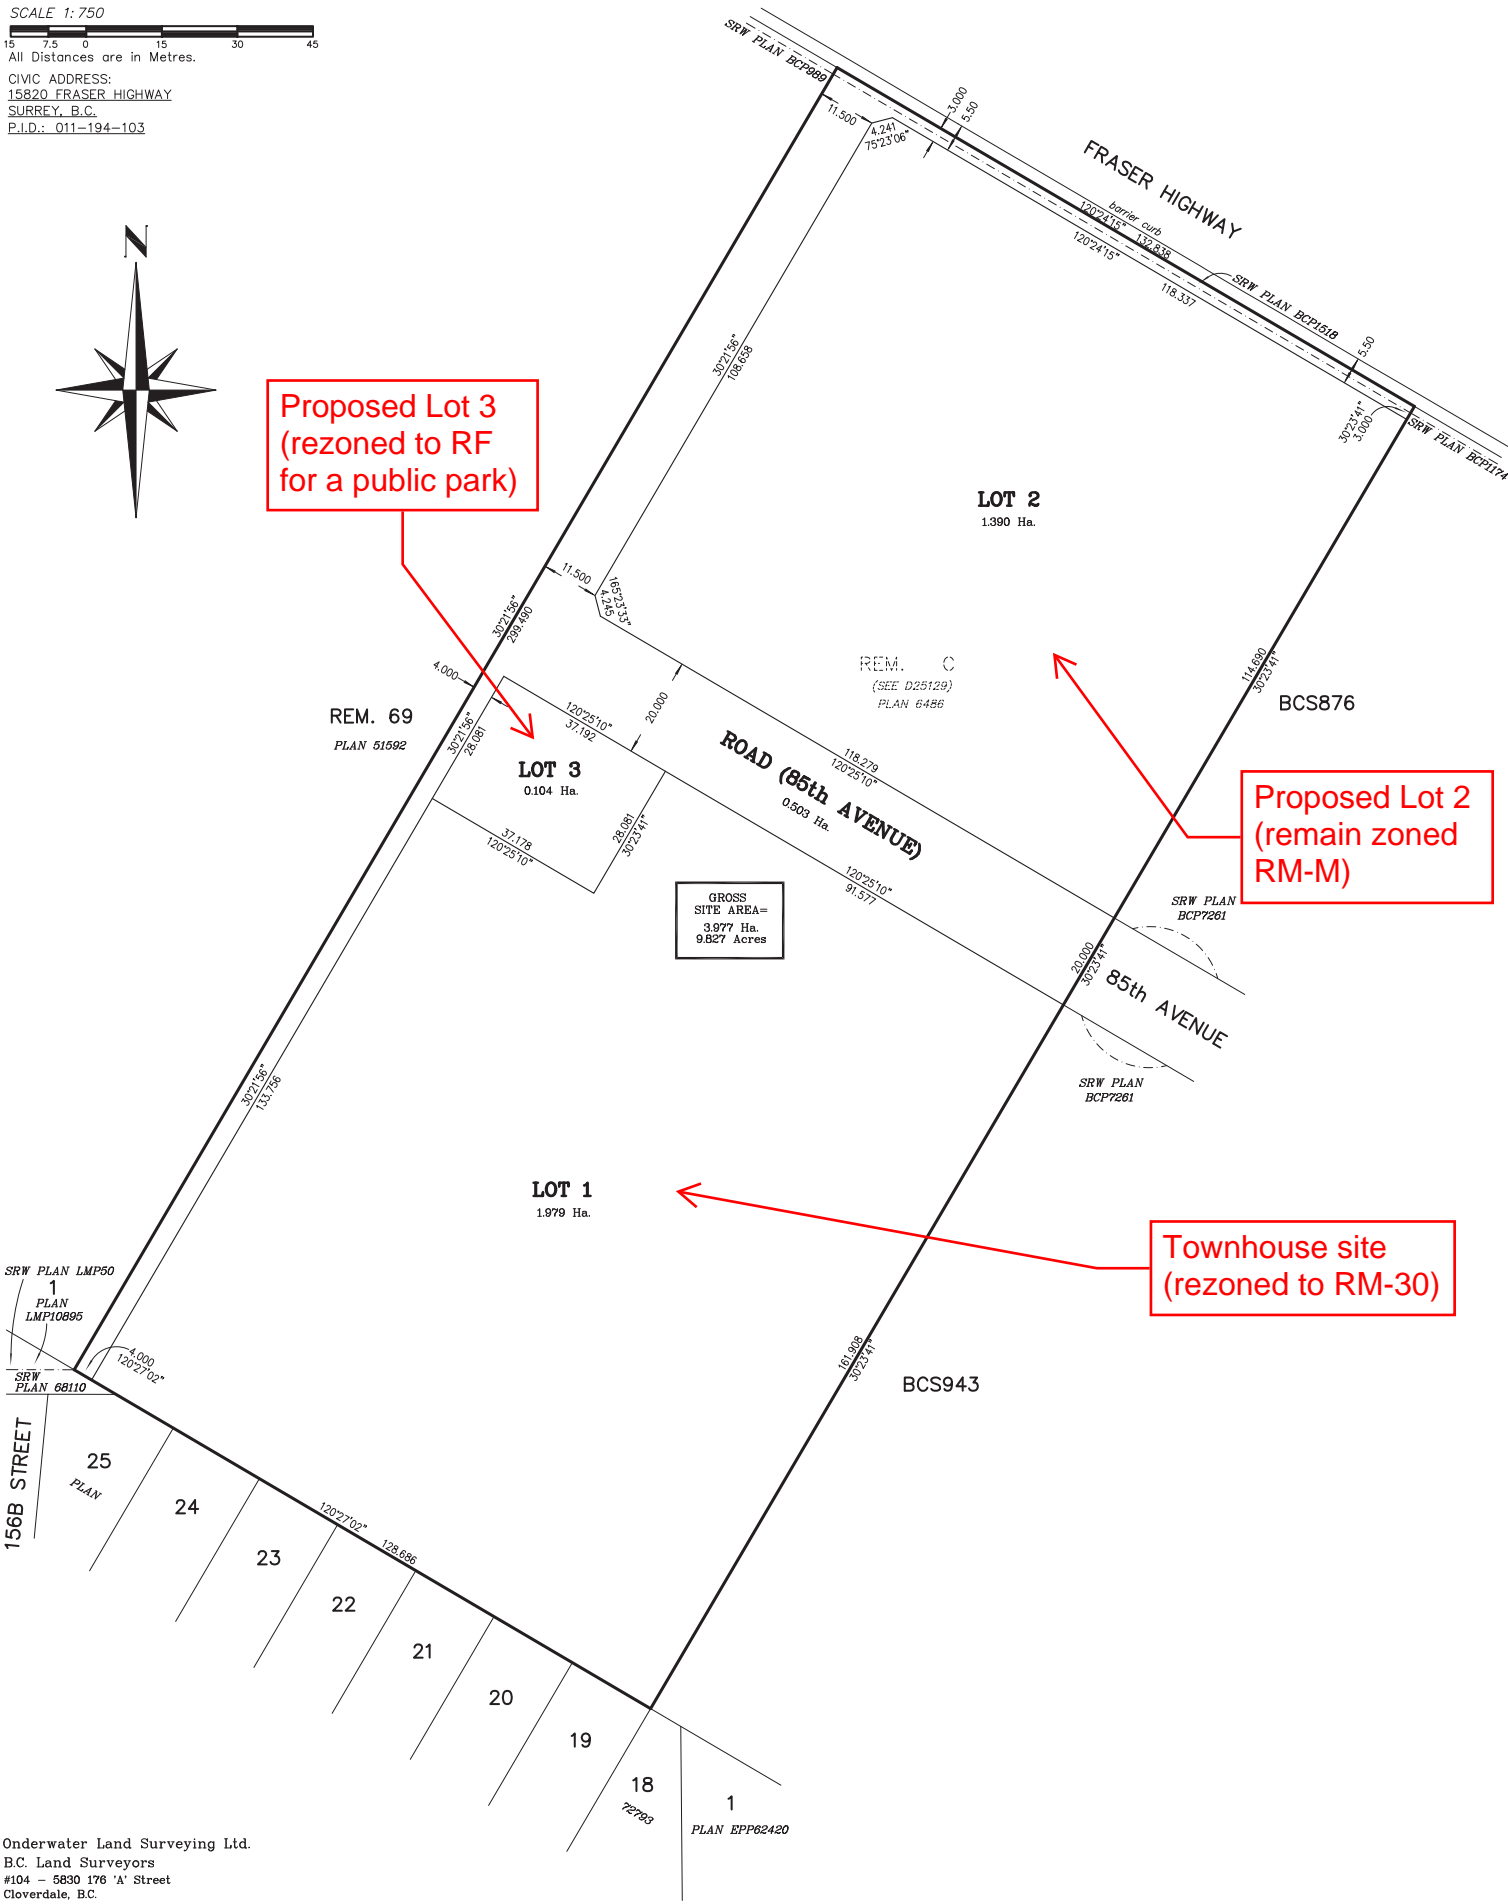 SCALE 1: 750
15 7.5 0 15 30 45
All Distances are in Metres.
CIVIC ADDRESS:
15820 FRASER HIGHWAY
SURREY, B.C.
P.I.D.: 011-194-103
N
SRW PLAN BCP989
11.500
4.241
75°23'06"
3.000
5.50
FRASER HIGHWAY
barrier curb
120°24'15" 132.838
120°24'15"
118.337
SRW PLAN BCP1518
5.50
30°23'41"
3.000
SRW PLAN BCP1174
30°21'56"
108.658
Proposed Lot 3
(rezoned to RF
for a public park)
LOT 2
1.390 Ha.
11.500
165°23'33"
4.245
30°21'56"
299.490
4.000
REM. C
(SEE D25129)
PLAN 6486
114.690
30°23'41"
BCS876
REM. 69
PLAN 51592
30°21'56"
28.081
120°25'10"
37.192
20.000
LOT 3
0.104 Ha.
ROAD (85th AVENUE)
0.503 Ha.
118.279
120°25'10"
Proposed Lot 2
(remain zoned
RM-M)
37.178
120°25'10"
28.081
30°23'41"
120°25'10"
91.577
GROSS
SITE AREA=
3.977 Ha.
9.827 Acres
SRW PLAN
BCP7261
20.000
30°23'41"
85th AVENUE
SRW PLAN
BCP7261
30°21'56"
133.756
LOT 1
1.979 Ha.
Townhouse site
(rezoned to RM-30)
SRW PLAN LMP50
1
PLAN
LMP10895
4.000
120°27'02"
SRW
PLAN 68110
161.908
30°23'41"
BCS943
156B STREET
25
PLAN
24
120°27'02" 128.686
23
22
21
20
19
18
72793
1
PLAN EPP62420
Onderwater Land Surveying Ltd.
B.C. Land Surveyors
#104 - 5830 176 'A' Street
Cloverdale, B.C.